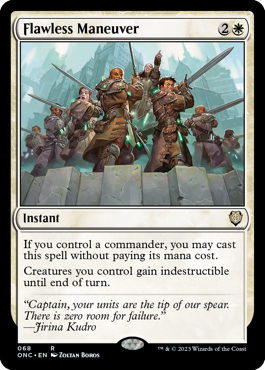 Flawless Maneuver 2
Instant
If you control a commander, you may cast
this spell without paying its mana cost.
Creatures you control gain indestructible
until end of turn.
"Captain, your units are the tip of our spear.
There is zero room for failure."
—Jirina Kudro
068 R
ONC • EN Zoltan Boros
™ & © 2023 Wizards of the Coast